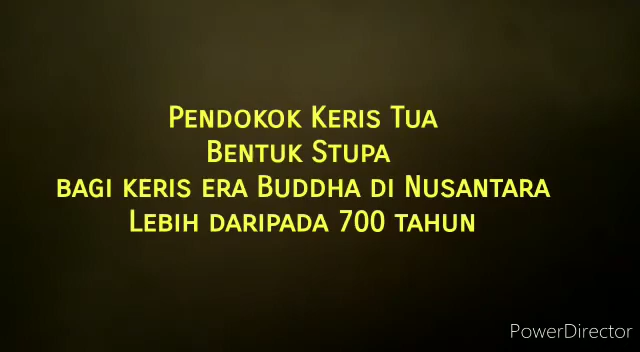 Pendokok Keris Tua
Bentuk Stupa
bagi keris era Buddha di Nusantara
Lebih daripada 700 tahun
PowerDirector